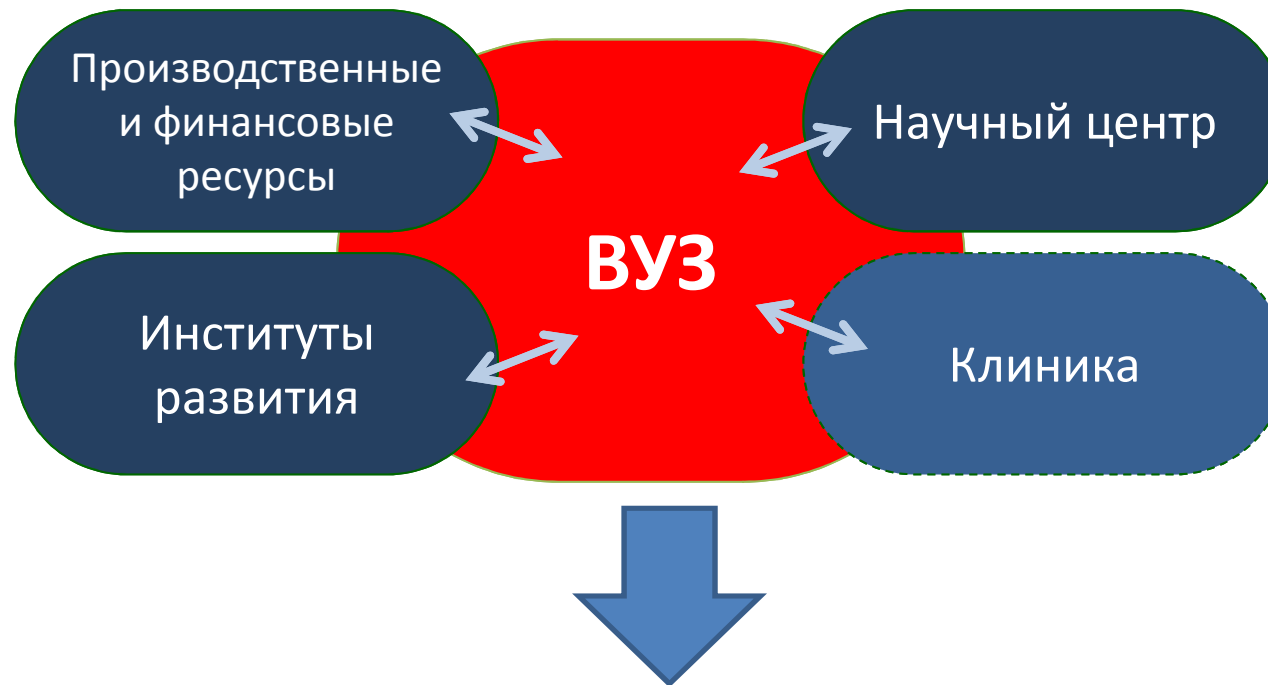 Производственные
и финансовые
ресурсы
Научный центр
ВУЗ
Институты
развития
Клиника